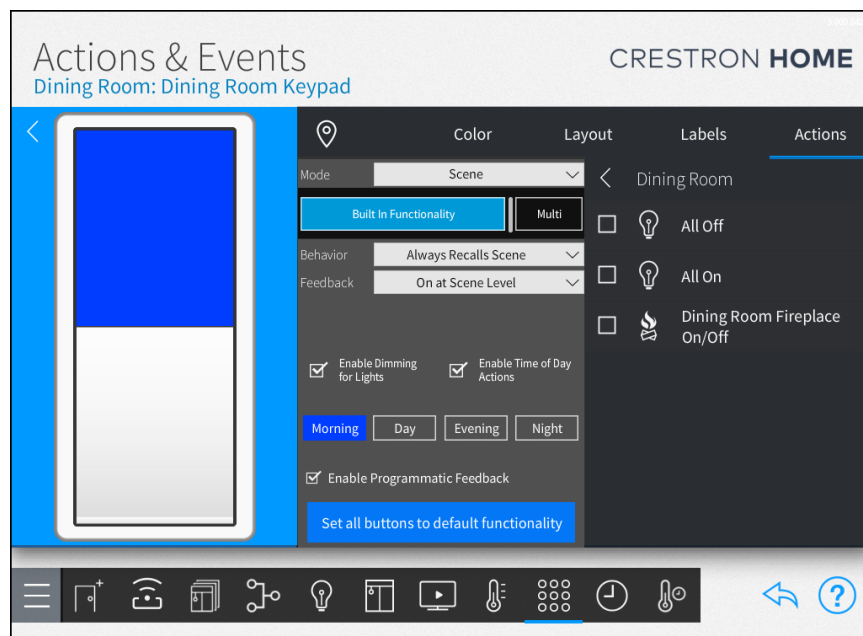 Actions & Events
CRESTRON HOME
Dining Room: Dining Room Keypad
Color
Layout
Labels
Actions
Mode
Scene
Dining Room
Built In Functionality
Multi
All Off
Behavior
Always Recalls Scene
Feedback
On at Scene Level
All On
Dining Room Fireplace
On/Off
Enable Dimming
for Lights
Enable Time of Day
Actions
Morning
Day
Evening
Night
Enable Programmatic Feedback
Set all buttons to default functionality
?